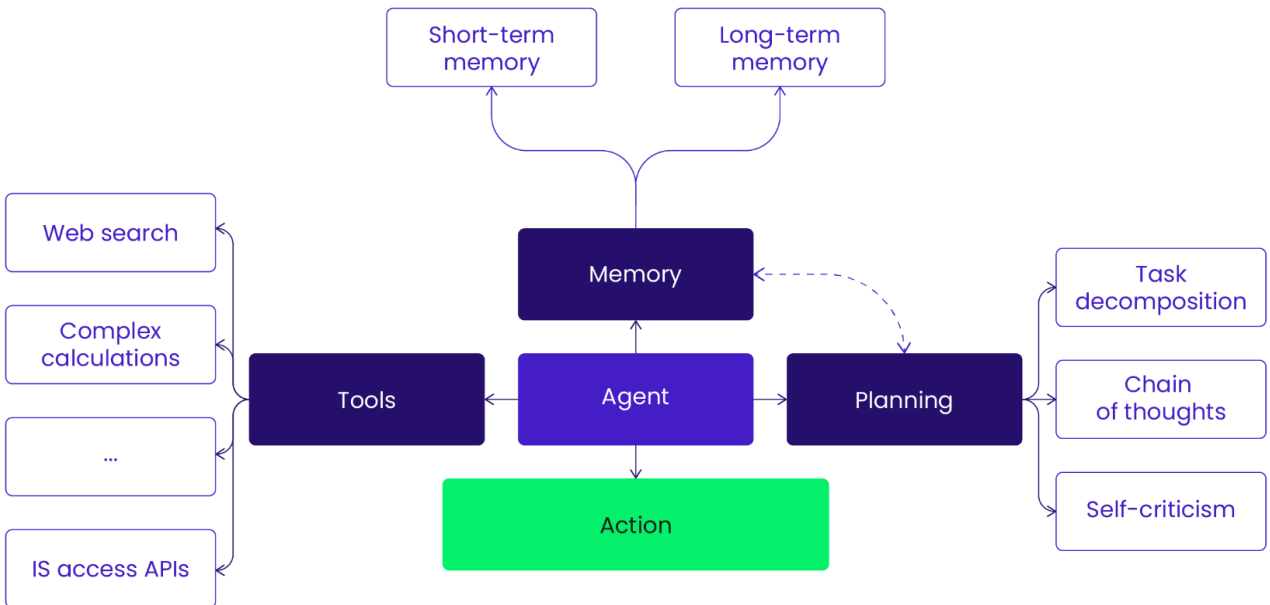 Short-term
memory
Long-term
memory
Web search
Memory
Task
decomposition
Complex
calculations
Tools
Agent
Planning
Chain
of thoughts
...
Action
Self-criticism
IS access APIs